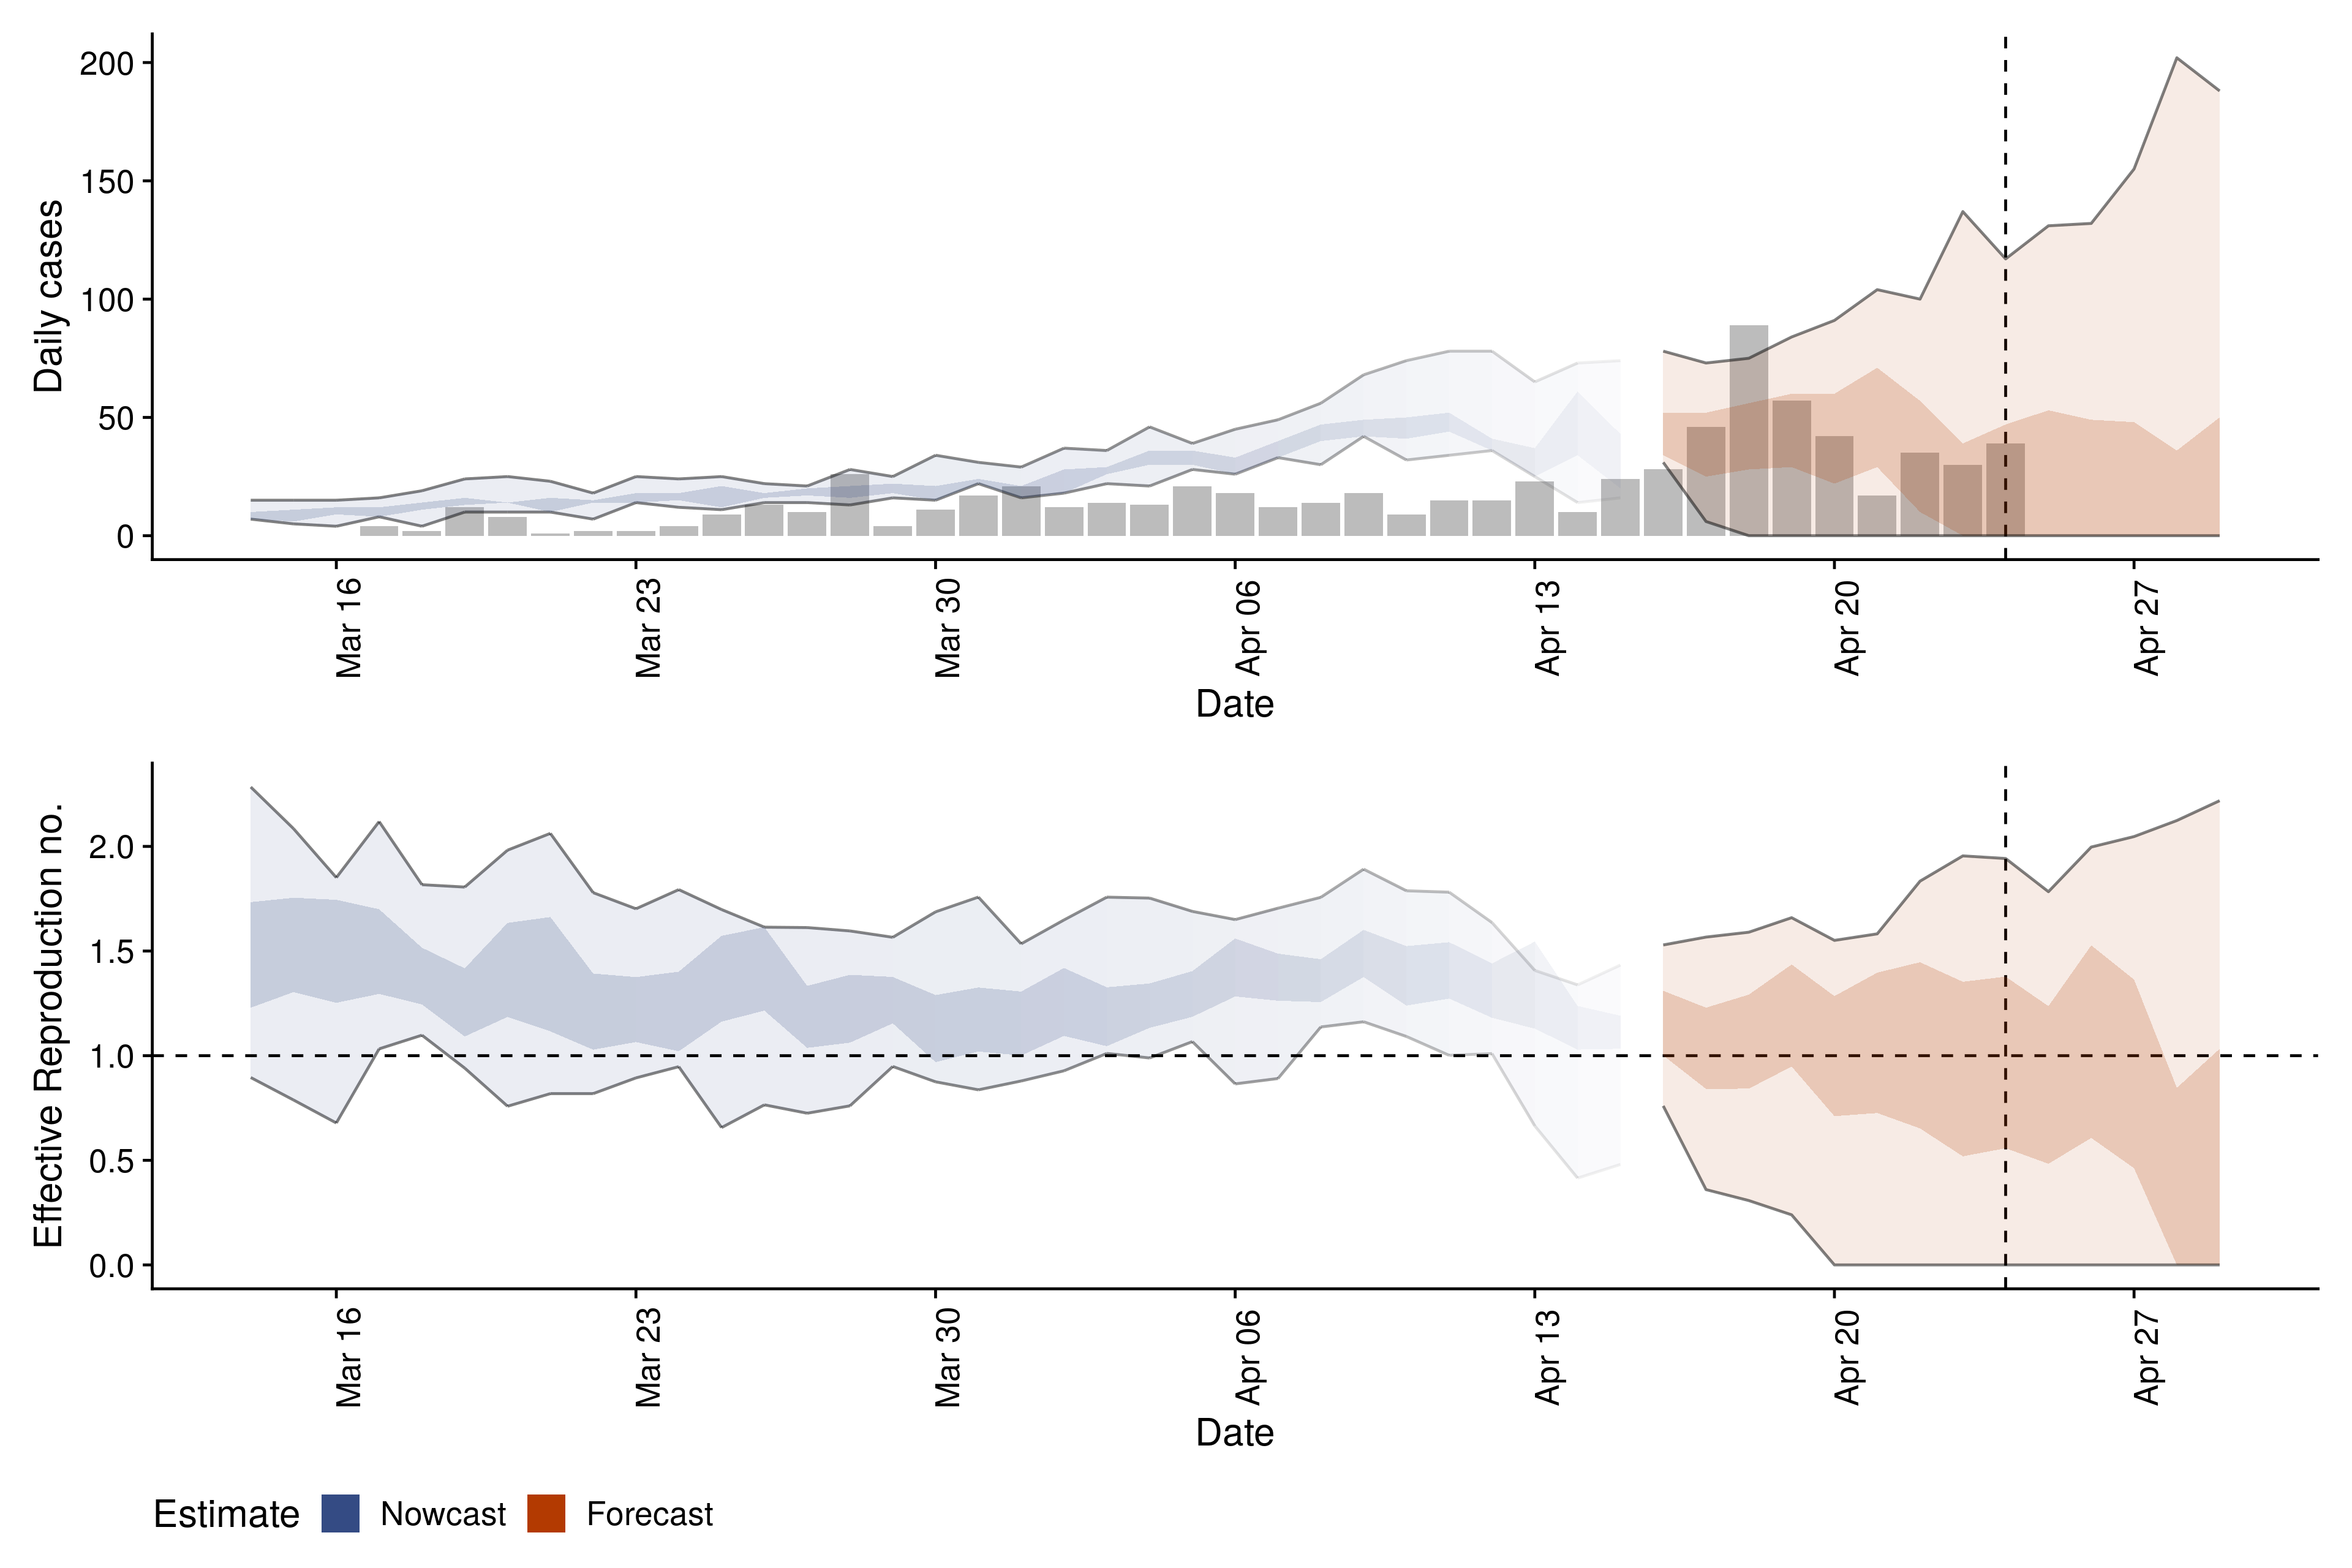 Daily cases
200
150
100
50
0
Mar 16
Mar 23
Mar 30
Apr 06
Apr 13
Apr 20
Apr 27
Date
Effective Reproduction no.
2.0
1.5
1.0
0.5
0.0
Mar 16
Mar 23
Mar 30
Apr 06
Apr 13
Apr 20
Apr 27
Date
Estimate Nowcast Forecast